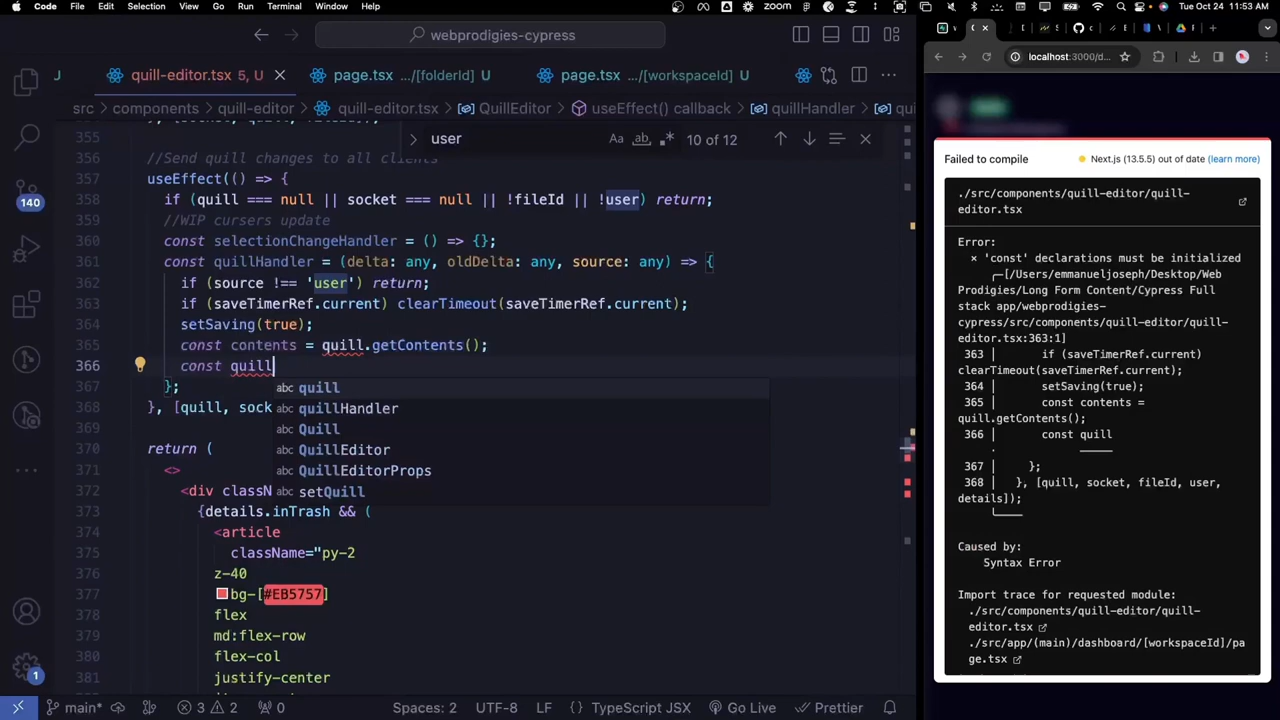 Code File Edit Selection View Go Run Terminal Window Help zoom Tue Oct 24 11:53 AM
webprodigies-cypress
quill-editor.tsx 5, U page.tsx .../[folderId] U page.tsx .../[workspaceId] U
src components quill-editor quill-editor.tsx QuillEditor useEffect() callback quillHandler
user Aa ab .* 10 of 12
355
356 //Send quill changes to all clients
357 useEffect(() => {
358 if (quill === null || socket === null || !fileId || !user) return;
359 //WIP cursers update
360 const selectionChangeHandler = () => {};
361 const quillHandler = (delta: any, oldDelta: any, source: any) => {
362 if (source !== 'user') return;
363 if (saveTimerRef.current) clearTimeout(saveTimerRef.current);
364 setSaving(true);
365 const contents = quill.getContents();
366 const quill
367 };
abc quill
368 }, [quill, sock
abc quillHandler
369
abc Quill
370 return (
abc QuillEditor
371 <>
abc QuillEditorProps
372 <div classN
abc setQuill
373 {details.inTrash && (
374 <article
375 className="py-2
376 z-40
377 bg-[#EB5757]
378 flex
379 md:flex-row
380 flex-col
381 justify-center
140
1
main* 3 2 0 Spaces: 2 UTF-8 LF TypeScript JSX Go Live Prettier
localhost:3000/d...
Failed to compile
Next.js (13.5.5) out of date (learn more)
./src/components/quill-editor/quill-
editor.tsx
Error:
× 'const' declarations must be initialized
[/Users/emmanueljoseph/Desktop/Web
Prodigies/Long Form Content/Cypress Full
stack app/webprodigies-
cypress/src/components/quill-editor/quill-
editor.tsx:363:1]
363 | if (saveTimerRef.current)
clearTimeout(saveTimerRef.current);
364 | setSaving(true);
365 | const contents =
quill.getContents();
366 | const quill
367 | };
368 | }, [quill, socket, fileId, user,
details]);
Caused by:
Syntax Error
Import trace for requested module:
./src/components/quill-editor/quill-
editor.tsx
./src/app/(main)/dashboard/[workspaceId]/pa
ge.tsx